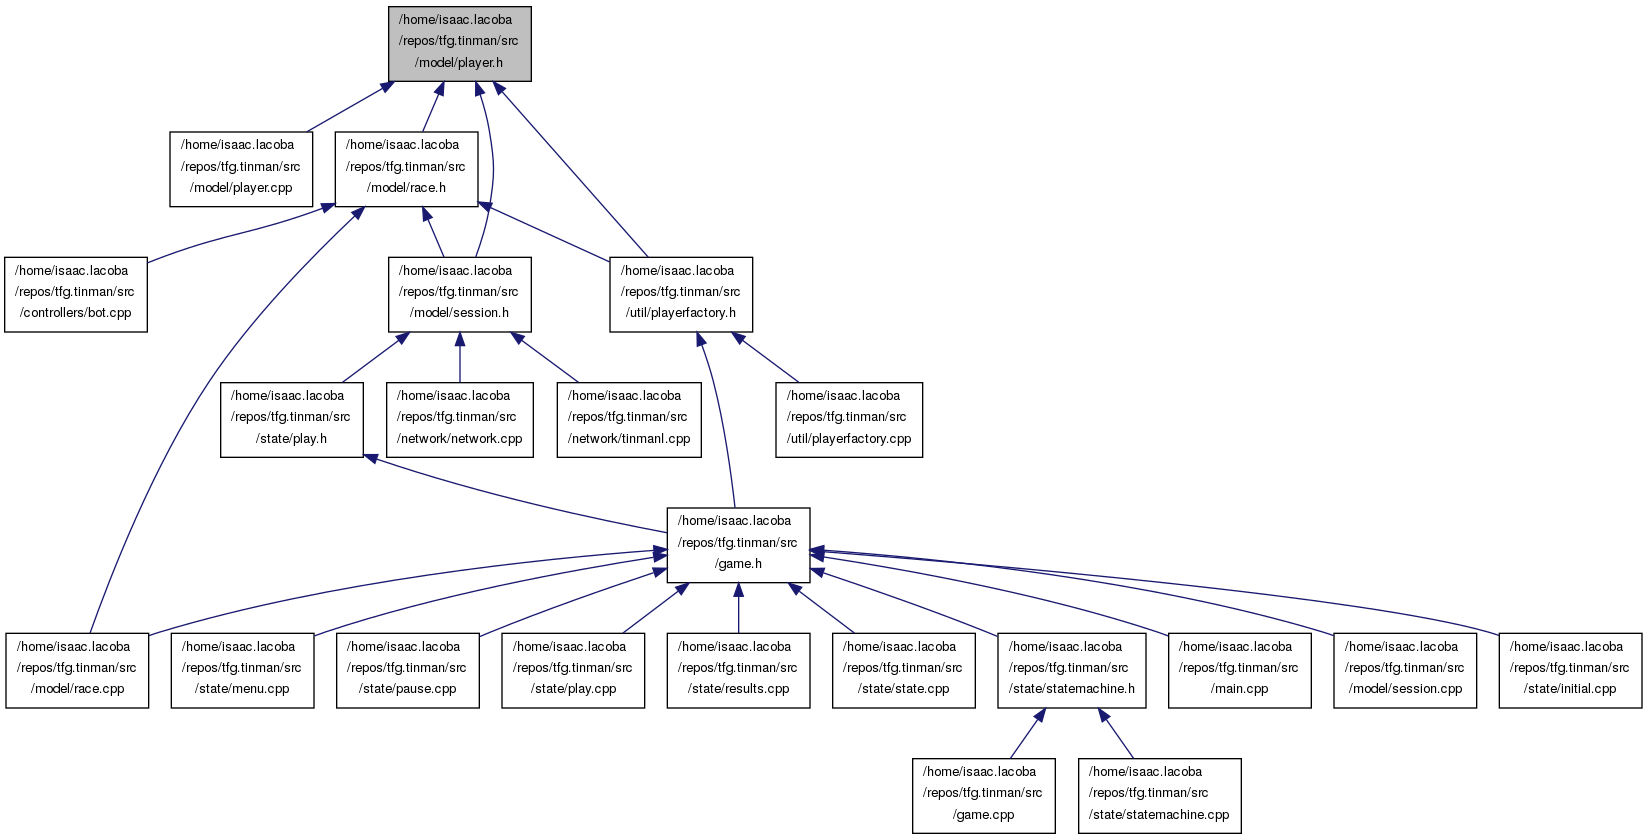 /home/isaac.lacoba
/repos/tfg.tinman/src
/model/player.h
/home/isaac.lacoba
/repos/tfg.tinman/src
/model/player.cpp
/home/isaac.lacoba
/repos/tfg.tinman/src
/model/race.h
/home/isaac.lacoba
/repos/tfg.tinman/src
/controllers/bot.cpp
/home/isaac.lacoba
/repos/tfg.tinman/src
/model/session.h
/home/isaac.lacoba
/repos/tfg.tinman/src
/util/playerfactory.h
/home/isaac.lacoba
/repos/tfg.tinman/src
/state/play.h
/home/isaac.lacoba
/repos/tfg.tinman/src
/network/network.cpp
/home/isaac.lacoba
/repos/tfg.tinman/src
/network/tinmanI.cpp
/home/isaac.lacoba
/repos/tfg.tinman/src
/util/playerfactory.cpp
/home/isaac.lacoba
/repos/tfg.tinman/src
/game.h
/home/isaac.lacoba
/repos/tfg.tinman/src
/model/race.cpp
/home/isaac.lacoba
/repos/tfg.tinman/src
/state/menu.cpp
/home/isaac.lacoba
/repos/tfg.tinman/src
/state/pause.cpp
/home/isaac.lacoba
/repos/tfg.tinman/src
/state/play.cpp
/home/isaac.lacoba
/repos/tfg.tinman/src
/state/results.cpp
/home/isaac.lacoba
/repos/tfg.tinman/src
/state/state.cpp
/home/isaac.lacoba
/repos/tfg.tinman/src
/state/statemachine.h
/home/isaac.lacoba
/repos/tfg.tinman/src
/main.cpp
/home/isaac.lacoba
/repos/tfg.tinman/src
/model/session.cpp
/home/isaac.lacoba
/repos/tfg.tinman/src
/state/initial.cpp
/home/isaac.lacoba
/repos/tfg.tinman/src
/game.cpp
/home/isaac.lacoba
/repos/tfg.tinman/src
/state/statemachine.cpp